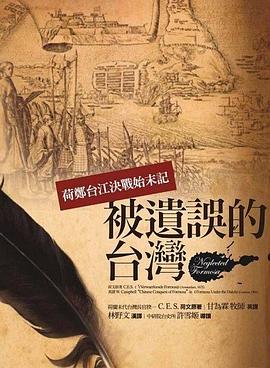 荷鄭台江決戰始末記
被遺誤的
台灣
Neglected
Formosa
荷蘭末代台灣長官揆一 C. E. S. 荷文原著｜甘為霖 牧師 英譯
林野文 漢譯｜中研院台史所 許雪姬 導讀